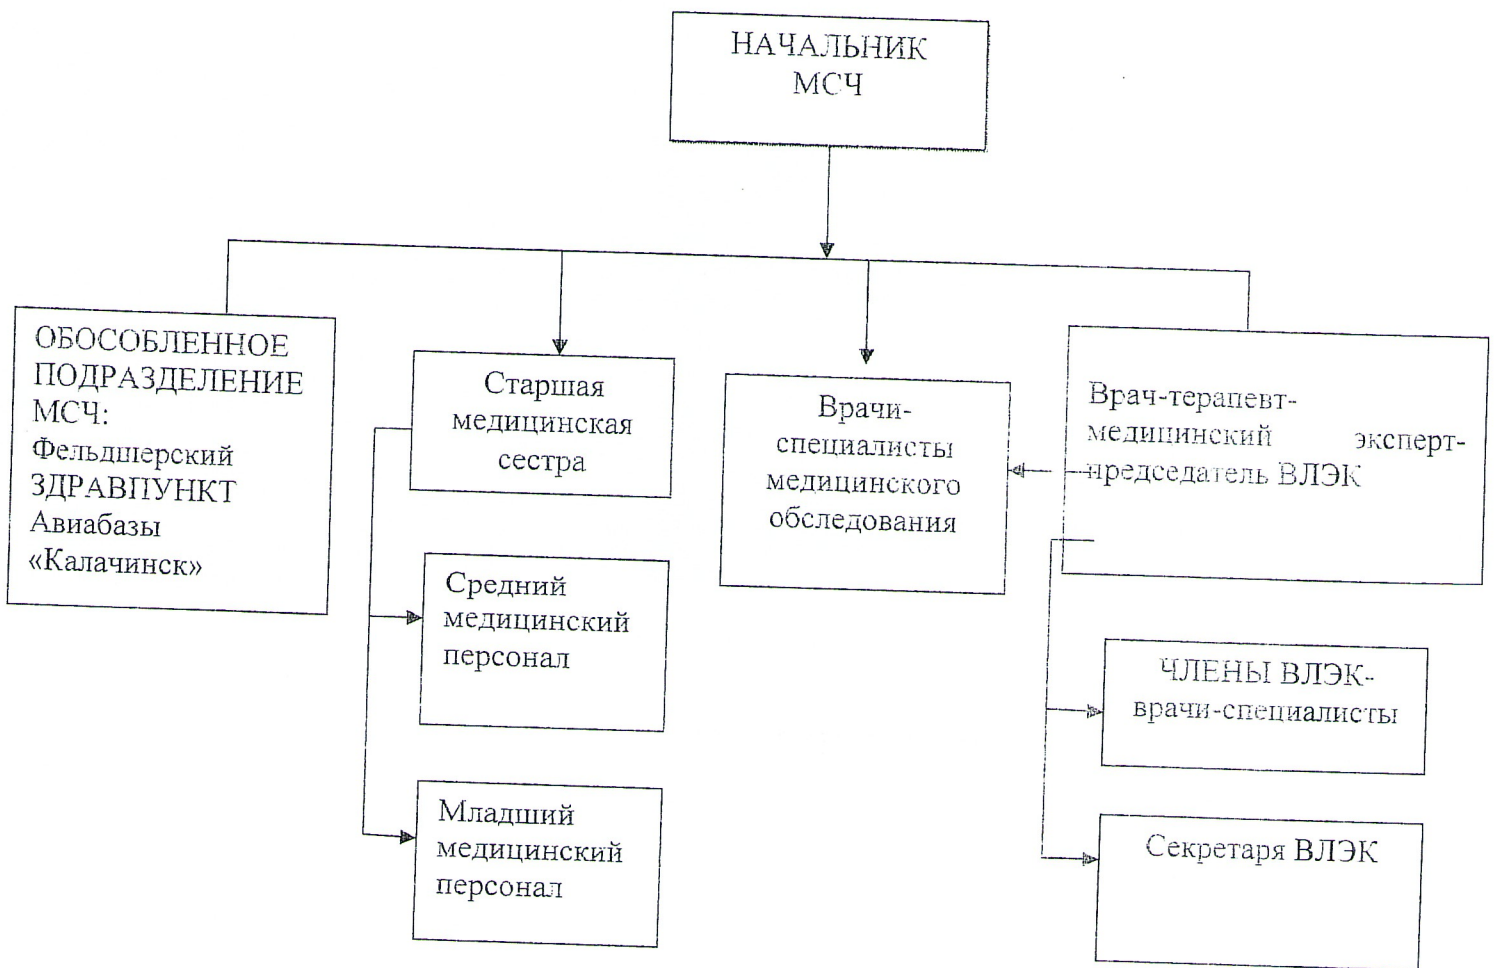 НАЧАЛЬНИК
МСЧ
ОБОСОБЛЕННОЕ
ПОДРАЗДЕЛЕНИЕ
МСЧ:
Фельдшерский
ЗДРАВПУНКТ
Авиабазы
«Калачинск»
Старшая
медицинская
сестра
Средний
медицинский
персонал
Младший
медицинский
персонал
Врачи-
специалисты
медицинского
обследования
Врач-терапевт-
медицинский эксперт-
председатель ВЛЭК
ЧЛЕНЫ ВЛЭК-
врачи-специалисты
Секретаря ВЛЭК